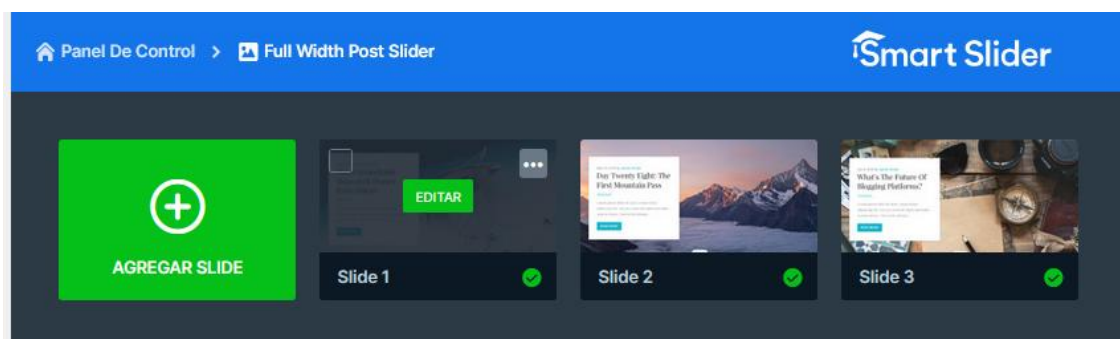 Panel De Control > Full Width Post Slider
Smart Slider
AGREGAR SLIDE
EDITAR
Slide 1
Day Twenty Eight: The
First Mountain Pass
Slide 2
What's The Future Of
Blogging Platforms?
Slide 3